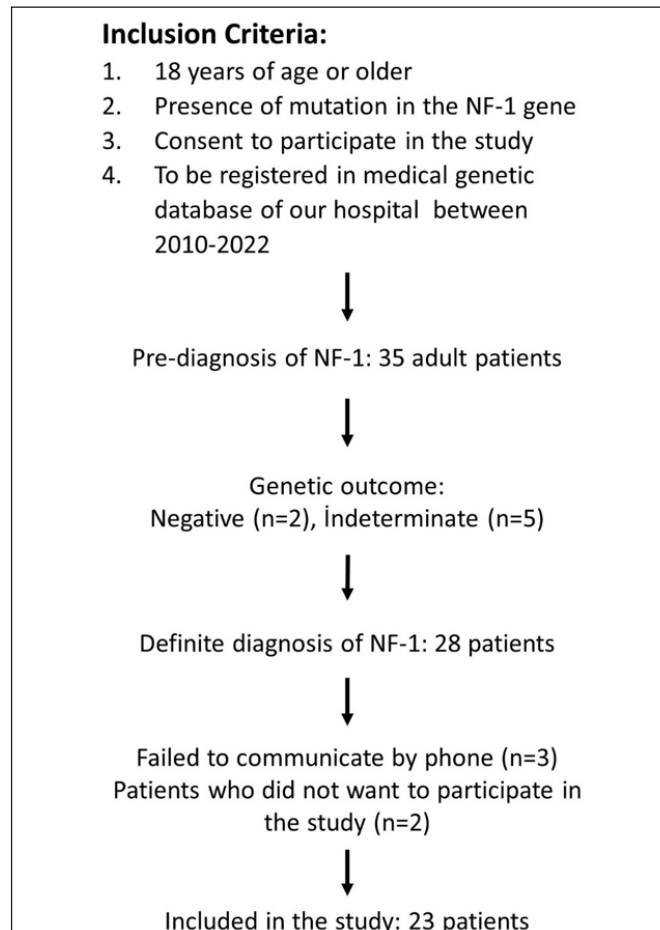 Inclusion Criteria:
1. 18 years of age or older
2. Presence of mutation in the NF-1 gene
3. Consent to participate in the study
4. To be registered in medical genetic
database of our hospital between
2010-2022
Pre-diagnosis of NF-1: 35 adult patients
Genetic outcome:
Negative (n=2), İndeterminate (n=5)
Definite diagnosis of NF-1: 28 patients
Failed to communicate by phone (n=3)
Patients who did not want to participate in
the study (n=2)
Included in the study: 23 patients